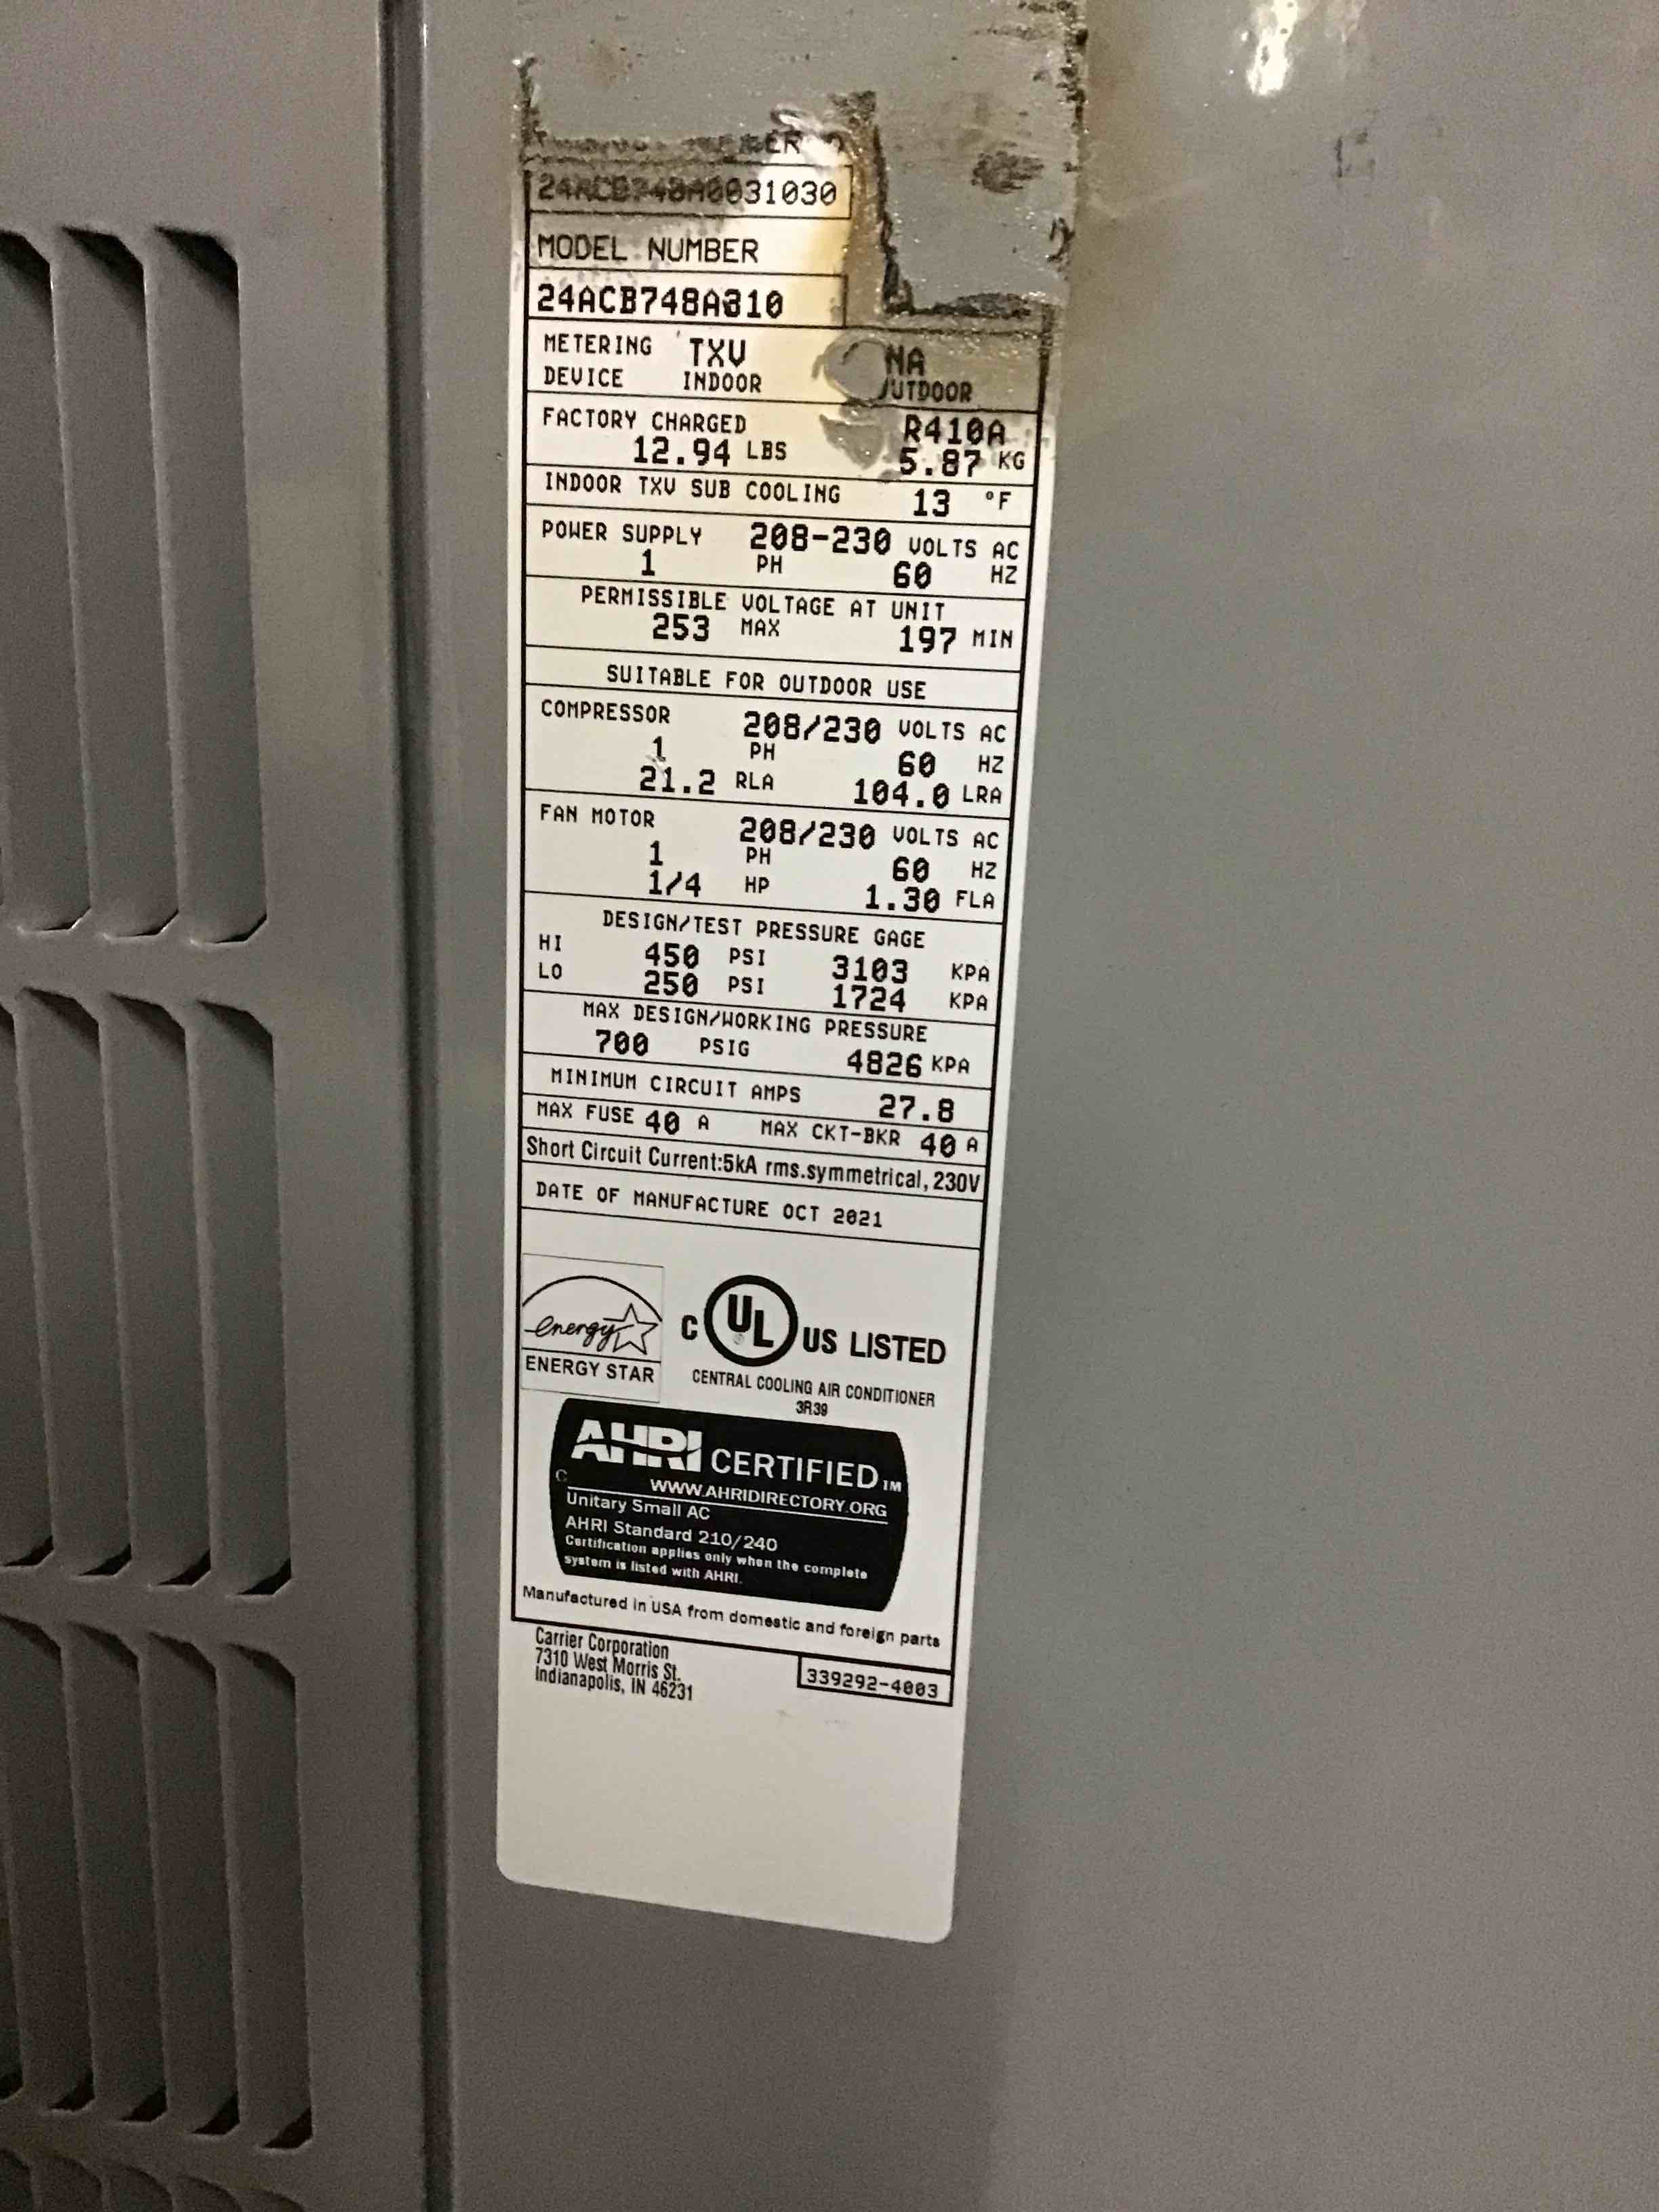 24ACB748A0031030
MODEL NUMBER
24ACB748A310
METERING TXV NA
DEVICE INDOOR UTDOOR
FACTORY CHARGED R410A
12.94 LBS 5.87 KG
INDOOR TXV SUB COOLING 13 °F
POWER SUPPLY 208-230 VOLTS AC
1 PH 60 HZ
PERMISSIBLE VOLTAGE AT UNIT
253 MAX 197 MIN
SUITABLE FOR OUTDOOR USE
COMPRESSOR 208/230 VOLTS AC
1 PH 60 HZ
21.2 RLA 104.0 LRA
FAN MOTOR 208/230 VOLTS AC
1 PH 60 HZ
1/4 HP 1.30 FLA
DESIGN/TEST PRESSURE GAGE
HI 450 PSI 3103 KPA
LO 250 PSI 1724 KPA
MAX DESIGN/WORKING PRESSURE
700 PSIG 4826 KPA
MINIMUM CIRCUIT AMPS 27.8
MAX FUSE 40 A MAX CKT-BKR 40 A
Short Circuit Current:5kA rms.symmetrical, 230V
DATE OF MANUFACTURE OCT 2021
energy
ENERGY STAR
C UL US LISTED
CENTRAL COOLING AIR CONDITIONER
3R39
AHRI CERTIFIED TM
C
WWW.AHRIDIRECTORY.ORG
Unitary Small AC
AHRI Standard 210/240
Certification applies only when the complete
system is listed with AHRI.
Manufactured in USA from domestic and foreign parts
Carrier Corporation
7310 West Morris St.
Indianapolis, IN 46231
339292-4003